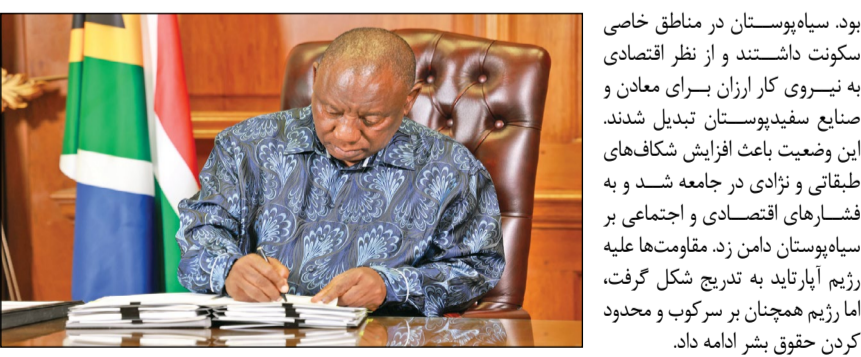 بود. سیاه‌پوستان در مناطق خاصی
سکونت داشتند و از نظر اقتصادی
به نیروی کار ارزان برای معادن و
صنایع سفیدپوستان تبدیل شدند.
این وضعیت باعث افزایش شکاف‌های
طبقاتی و نژادی در جامعه شد و به
فشارهای اقتصادی و اجتماعی بر
سیاه‌پوستان دامن زد. مقاومت‌ها علیه
رژیم آپارتاید به تدریج شکل گرفت،
اما رژیم همچنان بر سرکوب و محدود
کردن حقوق بشر ادامه داد.